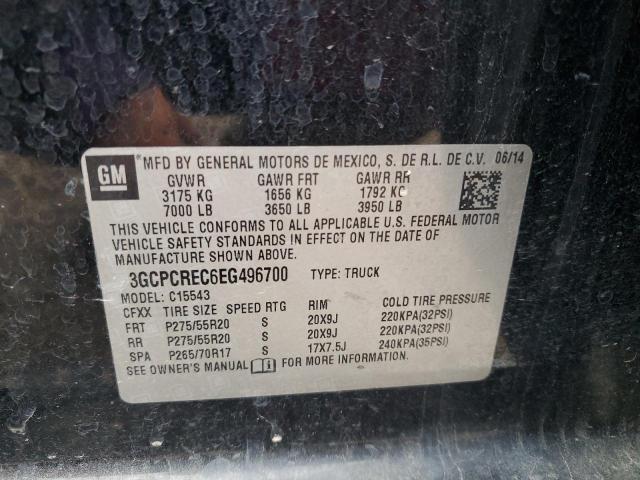 GM MFD BY GENERAL MOTORS DE MEXICO, S. DE R.L. DE C.V. 06/14
GVWR GAWR FRT GAWR RR
3175 KG 1656 KG 1792 KG
7000 LB 3650 LB 3950 LB
THIS VEHICLE CONFORMS TO ALL APPLICABLE U.S. FEDERAL MOTOR
VEHICLE SAFETY STANDARDS IN EFFECT ON THE DATE OF
MANUFACTURE SHOWN ABOVE.
3GCPCREC6EG496700 TYPE: TRUCK
MODEL: C15543
CFXX TIRE SIZE SPEED RTG RIM COLD TIRE PRESSURE
FRT P275/55R20 S 20X9J 220KPA(32PSI)
RR P275/55R20 S 20X9J 220KPA(32PSI)
SPA P265/70R17 S 17X7.5J 240KPA(35PSI)
SEE OWNER'S MANUAL FOR MORE INFORMATION.